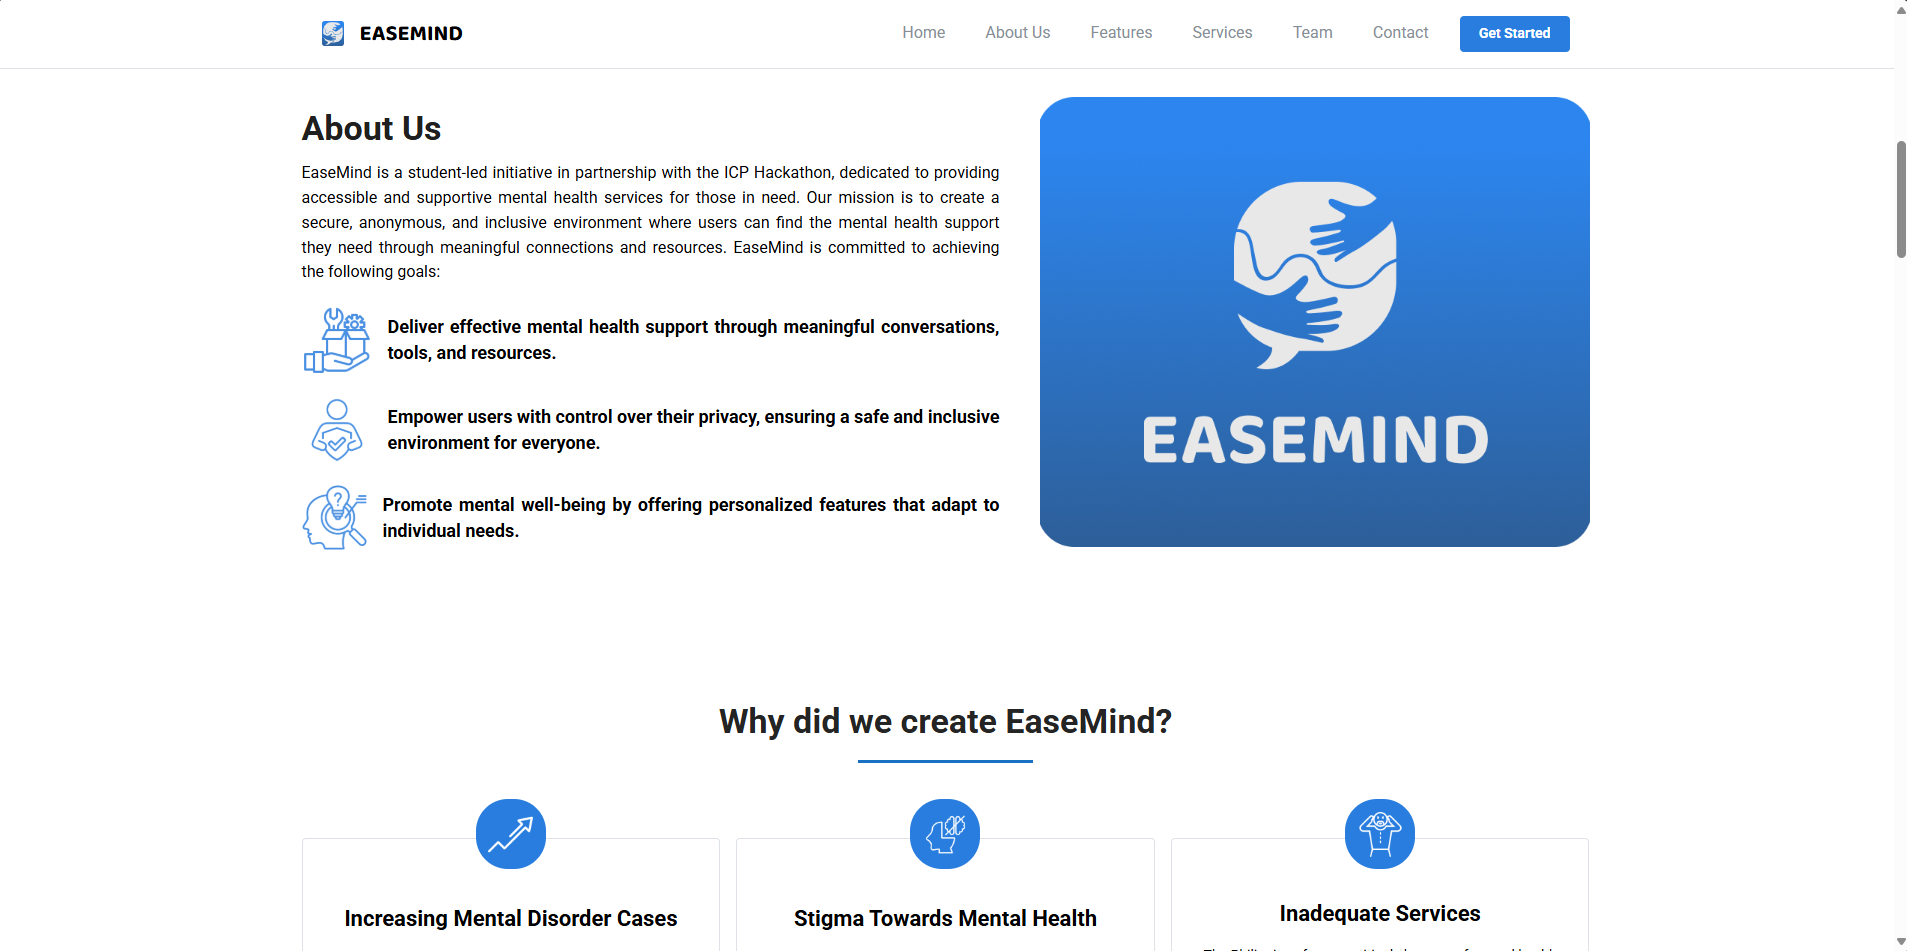 EASEMIND
Home
About Us
Features
Services
Team
Contact
Get Started
About Us
EaseMind is a student-led initiative in partnership with the ICP Hackathon, dedicated to providing
accessible and supportive mental health services for those in need. Our mission is to create a
secure, anonymous, and inclusive environment where users can find the mental health support
they need through meaningful connections and resources. EaseMind is committed to achieving
the following goals:
Deliver effective mental health support through meaningful conversations,
tools, and resources.
Empower users with control over their privacy, ensuring a safe and inclusive
environment for everyone.
?
Promote mental well-being by offering personalized features that adapt to
individual needs.
EASEMIND
Why did we create EaseMind?
Increasing Mental Disorder Cases
Stigma Towards Mental Health
Inadequate Services